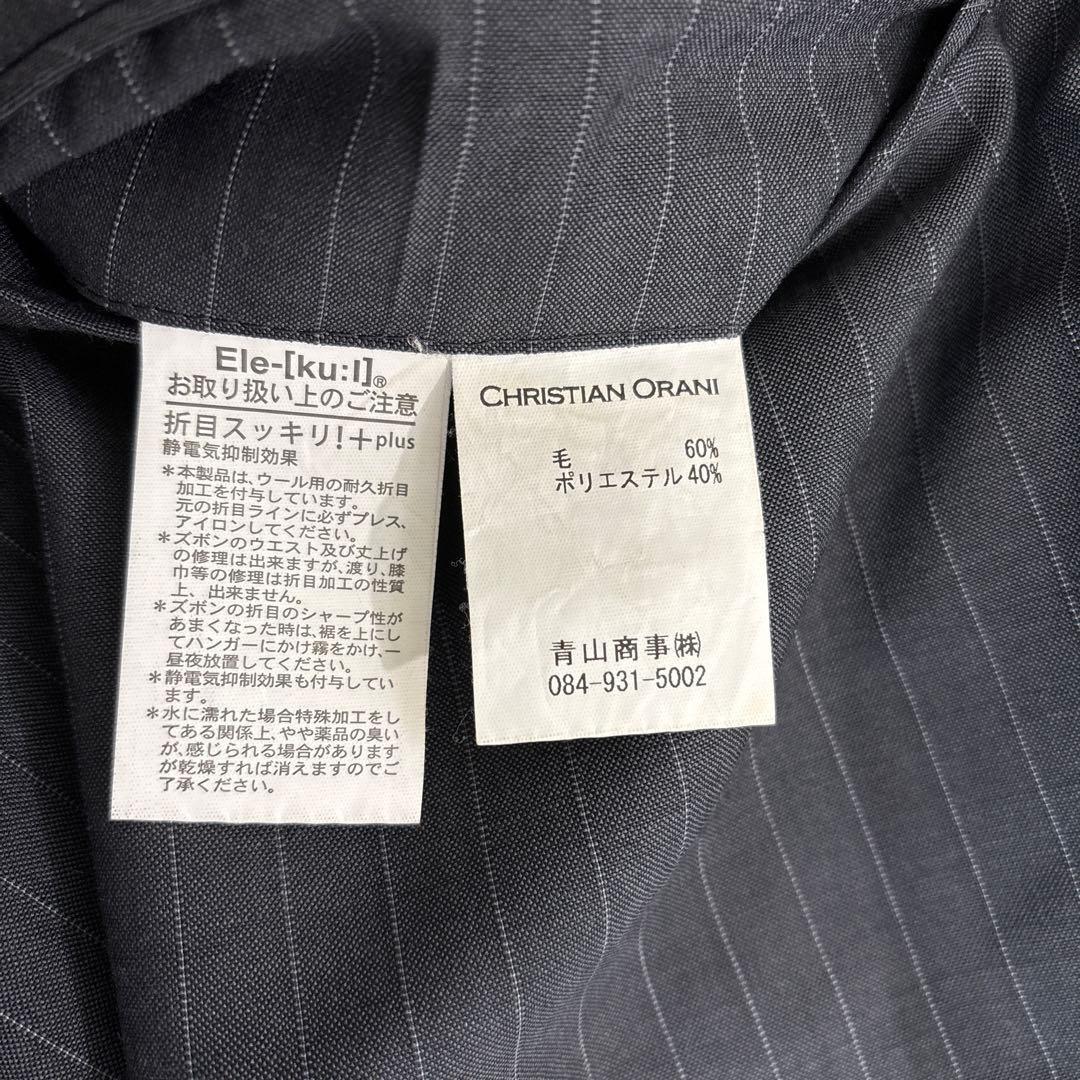 Ele-[ku:l]®
お取り扱い上のご注意
折目スッキリ!+plus
静電気抑制効果
*本製品は、ウール用の耐久折目
加工を付与しています。
元の折目ラインに必ずプレス、
アイロンしてください。
*ズボンのウエスト及び丈上げ
の修理は出来ますが、渡り、膝
巾等の修理は折目加工の性質
上、出来ません。
*ズボンの折目のシャープ性が
あまくなった時は、裾を上にし
てハンガーにかけ霧をかけ、一
昼夜放置してください。
*静電気抑制効果も付与してい
ます。
*水に濡れた場合特殊加工をし
てある関係上、やや薬品の臭い
が、感じられる場合があります
が乾燥すれば消えますのでご
了承ください。
CHRISTIAN ORANI
毛 60%
ポリエステル 40%
青山商事㈱
084-931-5002